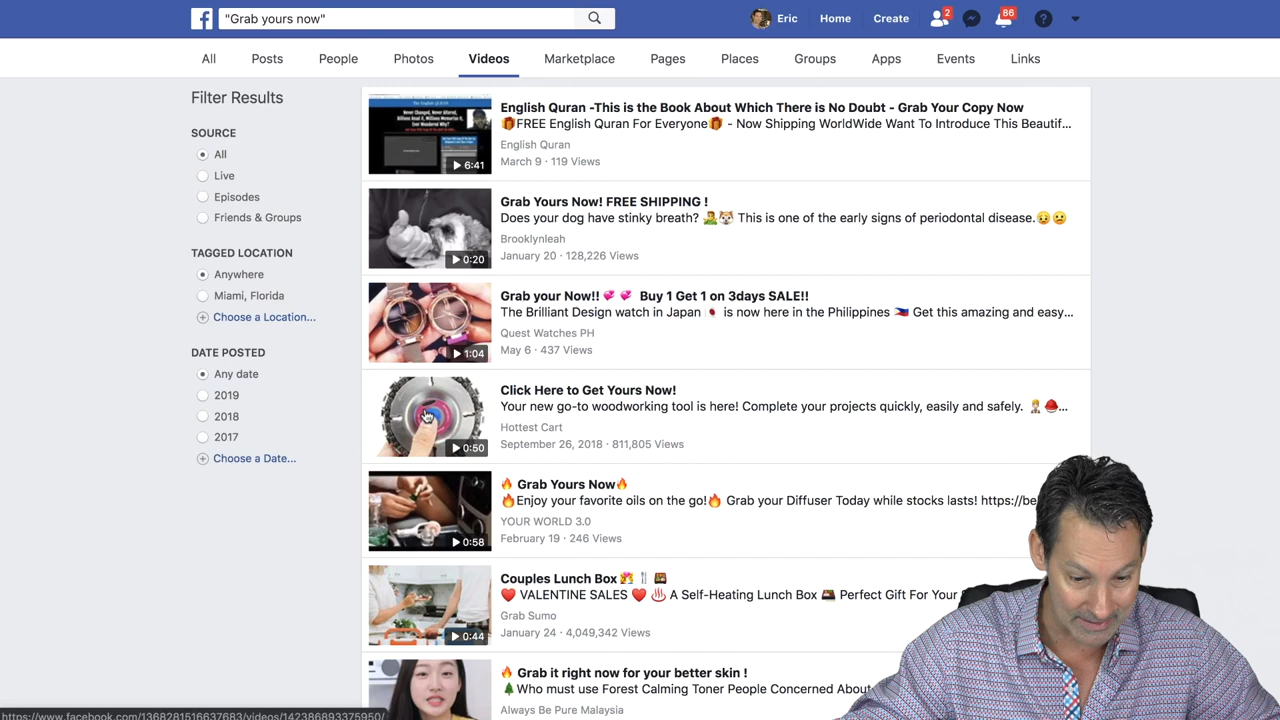 "Grab yours now"
Eric
Home
Create
2
86
All
Posts
People
Photos
Videos
Marketplace
Pages
Places
Groups
Apps
Events
Links
Filter Results
SOURCE
All
Live
Episodes
Friends & Groups
TAGGED LOCATION
Anywhere
Miami, Florida
Choose a Location...
DATE POSTED
Any date
2019
2018
2017
Choose a Date...
English Quran -This is the Book About Which There is No Doubt - Grab Your Copy Now
🎁FREE English Quran For Everyone🎁 - Now Shipping Worldwide We Want To Introduce This Beautif...
English Quran
March 9 · 119 Views
6:41
Grab Yours Now! FREE SHIPPING !
Does your dog have stinky breath? 🤮🐶 This is one of the early signs of periodontal disease.😥😕
Brooklynleah
January 20 · 128,226 Views
0:20
Grab your Now!! 💞 💞 Buy 1 Get 1 on 3days SALE!!
The Brilliant Design watch in Japan 🇯🇵 is now here in the Philippines 🇵🇭 Get this amazing and easy...
Quest Watches PH
May 6 · 437 Views
1:04
Click Here to Get Yours Now!
Your new go-to woodworking tool is here! Complete your projects quickly, easily and safely.
Hottest Cart
September 26, 2018 · 811,805 Views
0:50
🔥 Grab Yours Now🔥
🔥Enjoy your favorite oils on the go!🔥 Grab your Diffuser Today while stocks lasts! https://be
YOUR WORLD 3.0
February 19 · 246 Views
0:58
Couples Lunch Box 💏 🍴 🍱
❤️ VALENTINE SALES ❤️ ♨️ A Self-Heating Lunch Box 🍱 Perfect Gift For Your
Grab Sumo
January 24 · 4,049,342 Views
0:44
🔥 Grab it right now for your better skin !
🌲Who must use Forest Calming Toner People Concerned Abou
Always Be Pure Malaysia
https://www.facebook.com/1368281516637683/videos/142386893375950/